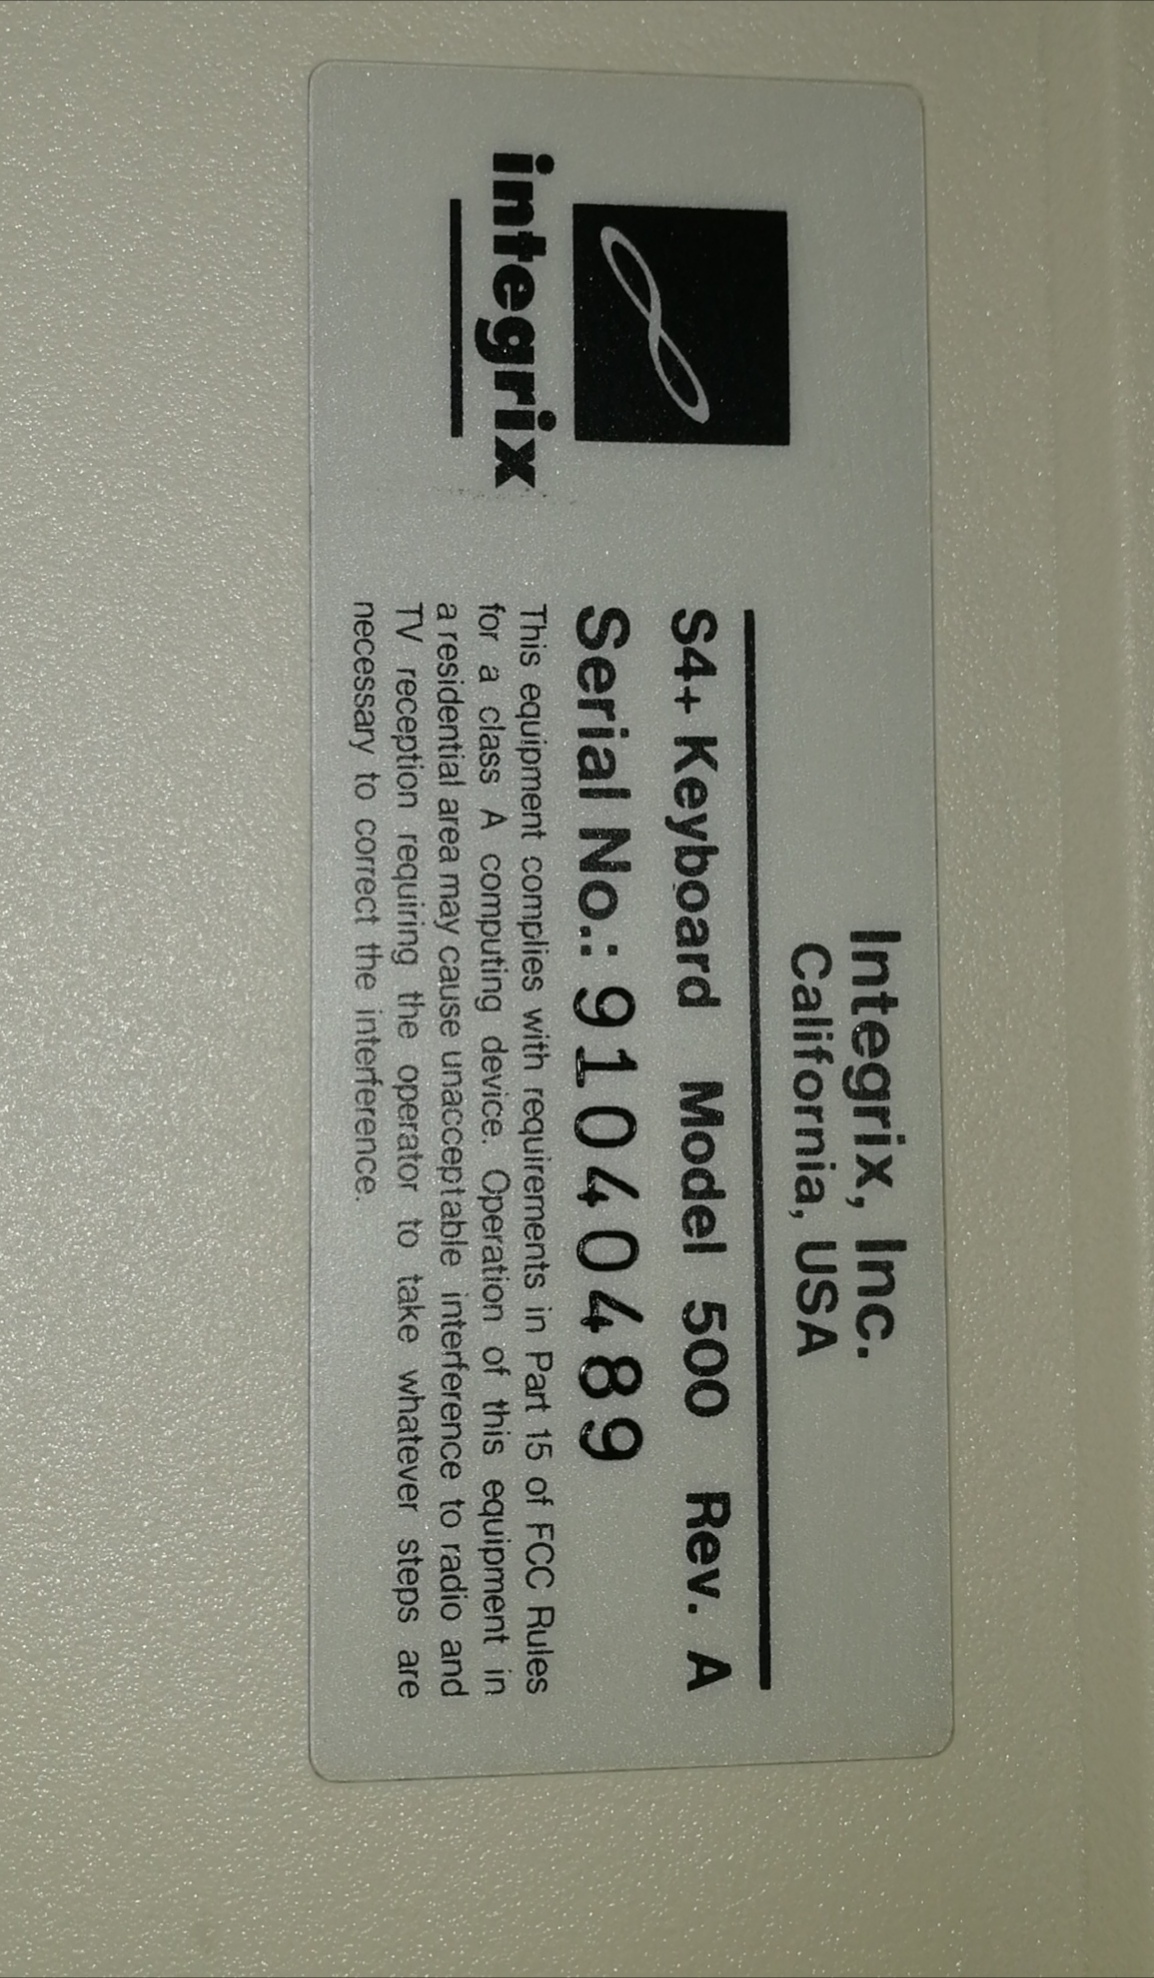 integrix
Integrix, Inc.
California, USA
S4+ Keyboard Model 500 Rev. A
Serial No.: 91040489
This equipment complies with requirements in Part 15 of FCC Rules
for a class A computing device. Operation of this equipment in
a residential area may cause unacceptable interference to radio and
TV reception requiring the operator to take whatever steps are
necessary to correct the interference.